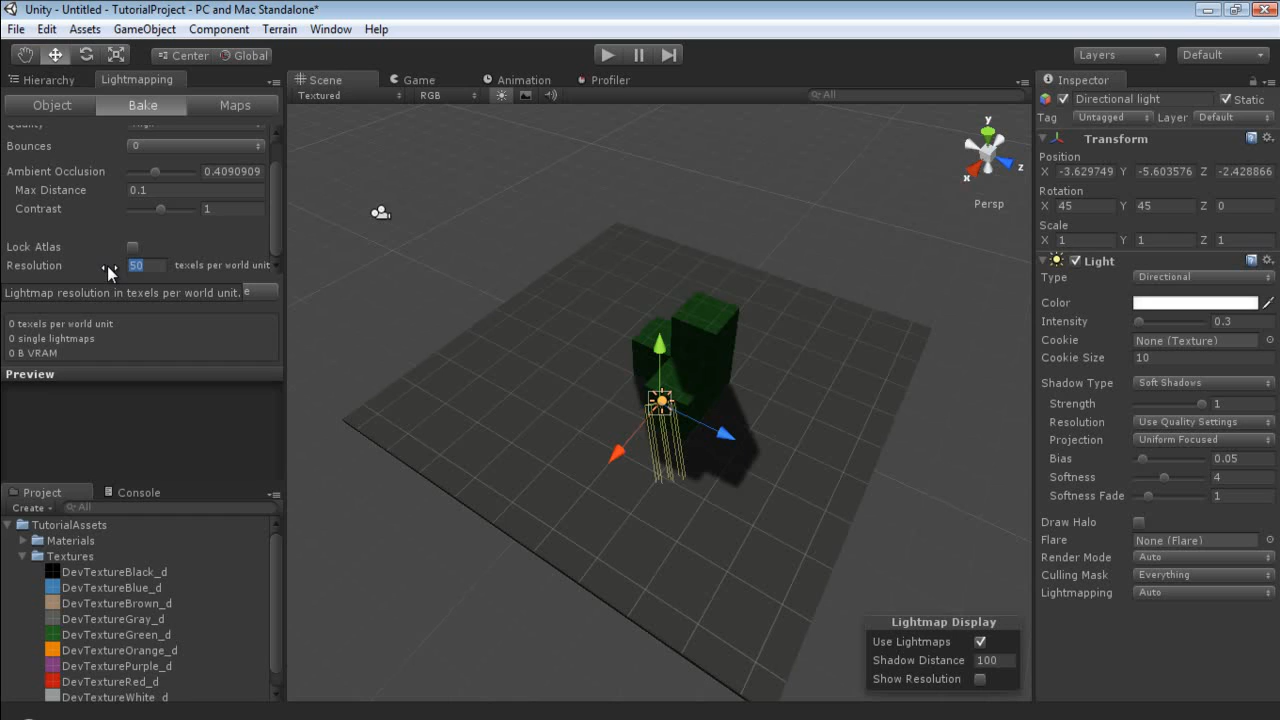 Unity - Untitled - TutorialProject - PC and Mac Standalone*
File Edit Assets GameObject Component Terrain Window Help
Center Global Layers Default
Hierarchy Lightmapping
Object Bake Maps
Quality High
Bounces 0
Ambient Occlusion 0.4090909
Max Distance 0.1
Contrast 1
Lock Atlas
Resolution 50 texels per world unit
Lightmap resolution in texels per world unit. e
0 texels per world unit
0 single lightmaps
0 B VRAM
Preview
Project Console
Create All
TutorialAssets
Materials
Textures
DevTextureBlack_d
DevTextureBlue_d
DevTextureBrown_d
DevTextureGray_d
DevTextureGreen_d
DevTextureOrange_d
DevTexturePurple_d
DevTextureRed_d
DevTextureWhite_d
Scene Game Animation Profiler
Textured RGB All
y
x
z
Persp
Lightmap Display
Use Lightmaps
Shadow Distance 100
Show Resolution
Inspector
Directional light Static
Tag Untagged Layer Default
Transform
Position
X -3.629749 Y -5.603576 Z -2.428866
Rotation
X 45 Y 45 Z 0
Scale
X 1 Y 1 Z 1
Light
Type Directional
Color
Intensity 0.3
Cookie None (Texture)
Cookie Size 10
Shadow Type Soft Shadows
Strength 1
Resolution Use Quality Settings
Projection Uniform Focused
Bias 0.05
Softness 4
Softness Fade 1
Draw Halo
Flare None (Flare)
Render Mode Auto
Culling Mask Everything
Lightmapping Auto